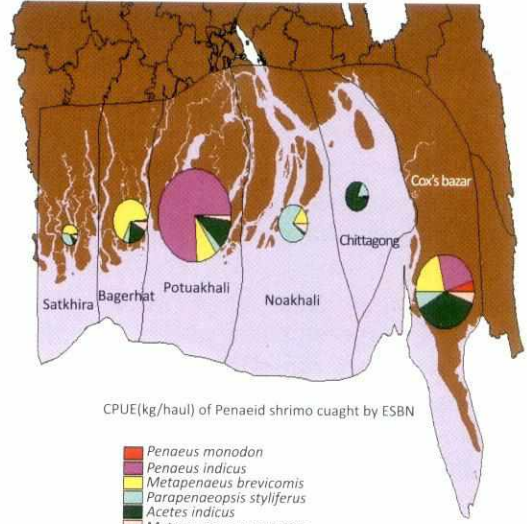 Cox's bazar
Chittagong
Potuakhali
Noakhali
Bagerhat
Satkhira
CPUE(kg/haul) of Penaeid shrimo cuaght by ESBN
Penaeus monodon
Penaeus indicus
Metapenaeus brevicomis
Parapenaeopsis styliferus
Acetes indicus